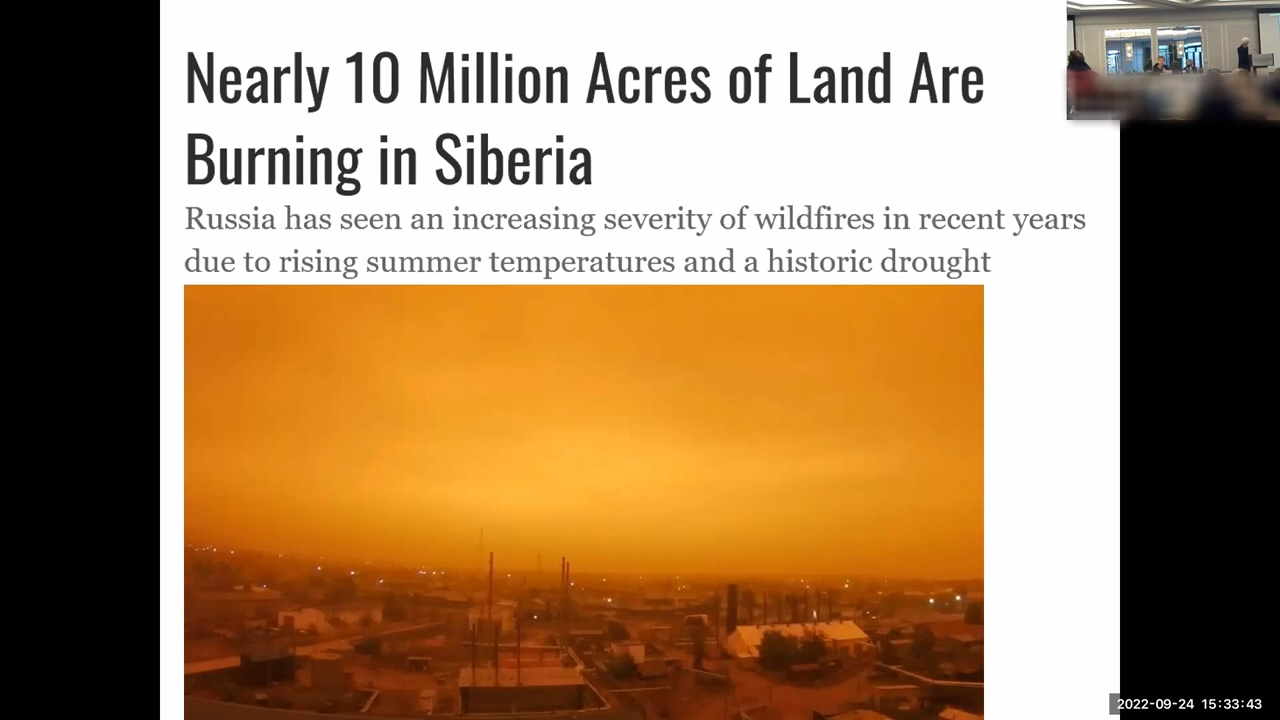 Nearly 10 Million Acres of Land Are
Burning in Siberia
Russia has seen an increasing severity of wildfires in recent years
due to rising summer temperatures and a historic drought
2022-09-24 15:33:43